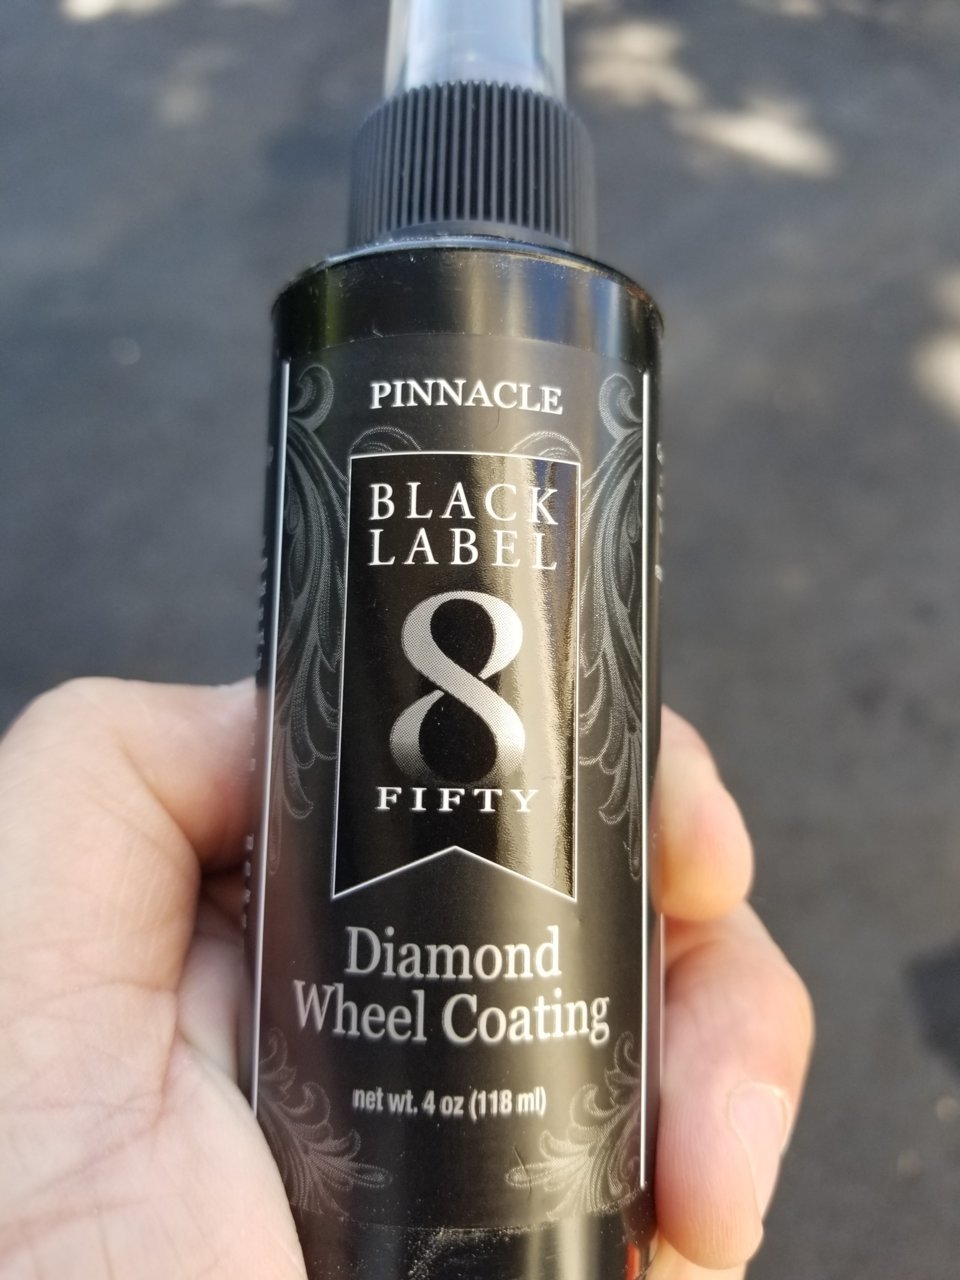 PINNACLE
BLACK
LABEL
8
FIFTY
Diamond
Wheel Coating
net wt. 4 oz (118 ml)